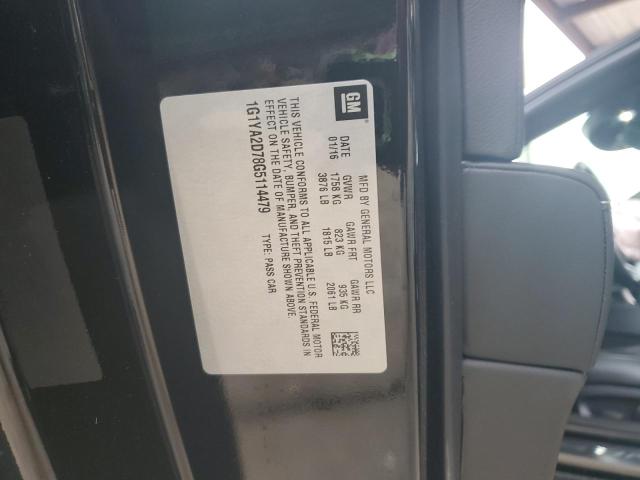 GM
MFD BY GENERAL MOTORS LLC
DATE GVWR GAWR FRT GAWR RR
01/16 1758 KG 823 KG 935 KG
3876 LB 1815 LB 2061 LB
THIS VEHICLE CONFORMS TO ALL APPLICABLE U.S. FEDERAL MOTOR
VEHICLE SAFETY, BUMPER, AND THEFT PREVENTION STANDARDS IN
EFFECT ON THE DATE OF MANUFACTURE SHOWN ABOVE.
1G1YA2D78G5114479 TYPE: PASS CAR